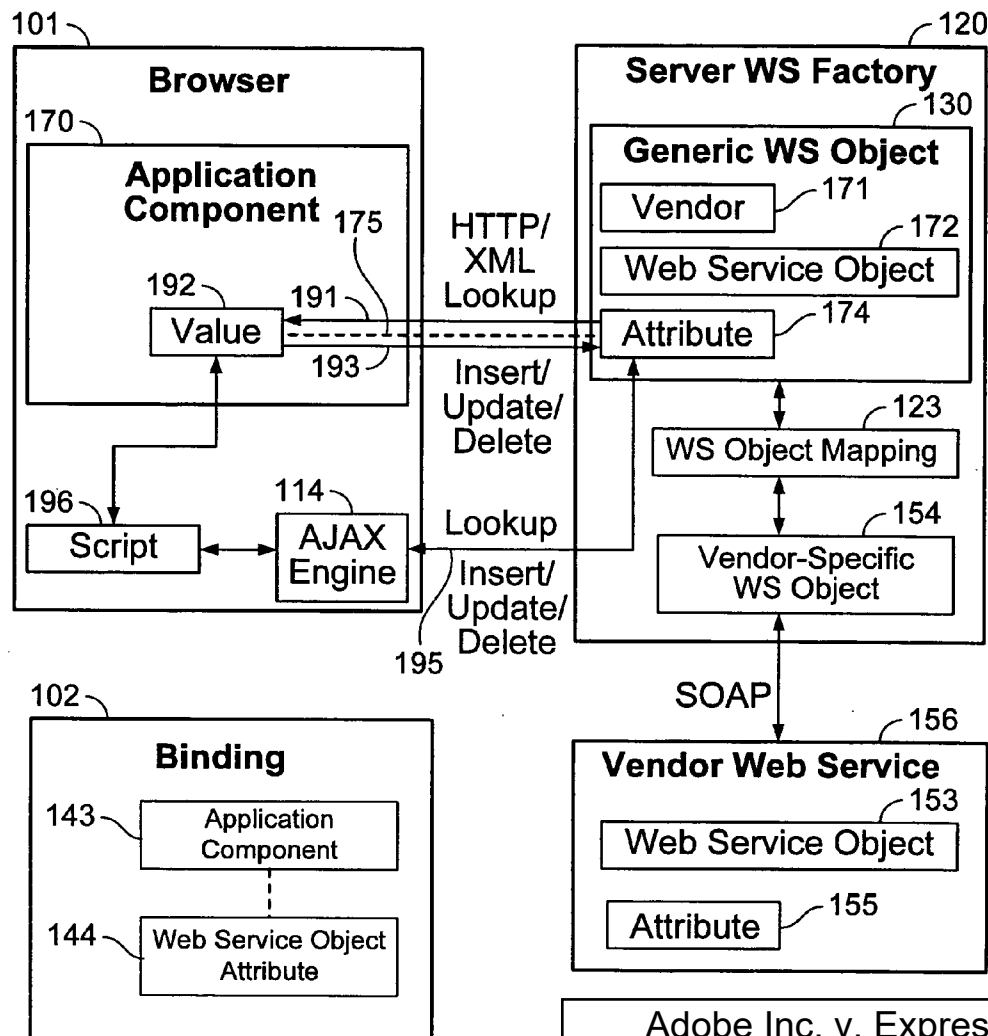 101
Browser
170
Application
Component
175
192
Value
191
193
HTTP/
XML
Lookup
Insert/
Update/
Delete
196
Script
114
AJAX
Engine
Lookup
Insert/
Update/
Delete
195
120
Server WS Factory
130
Generic WS Object
Vendor
171
172
Web Service Object
Attribute
174
123
WS Object Mapping
154
Vendor-Specific
WS Object
SOAP
102
Binding
143
Application
Component
144
Web Service Object
Attribute
156
Vendor Web Service
153
Web Service Object
Attribute
155
Adobe Inc. v. Expres